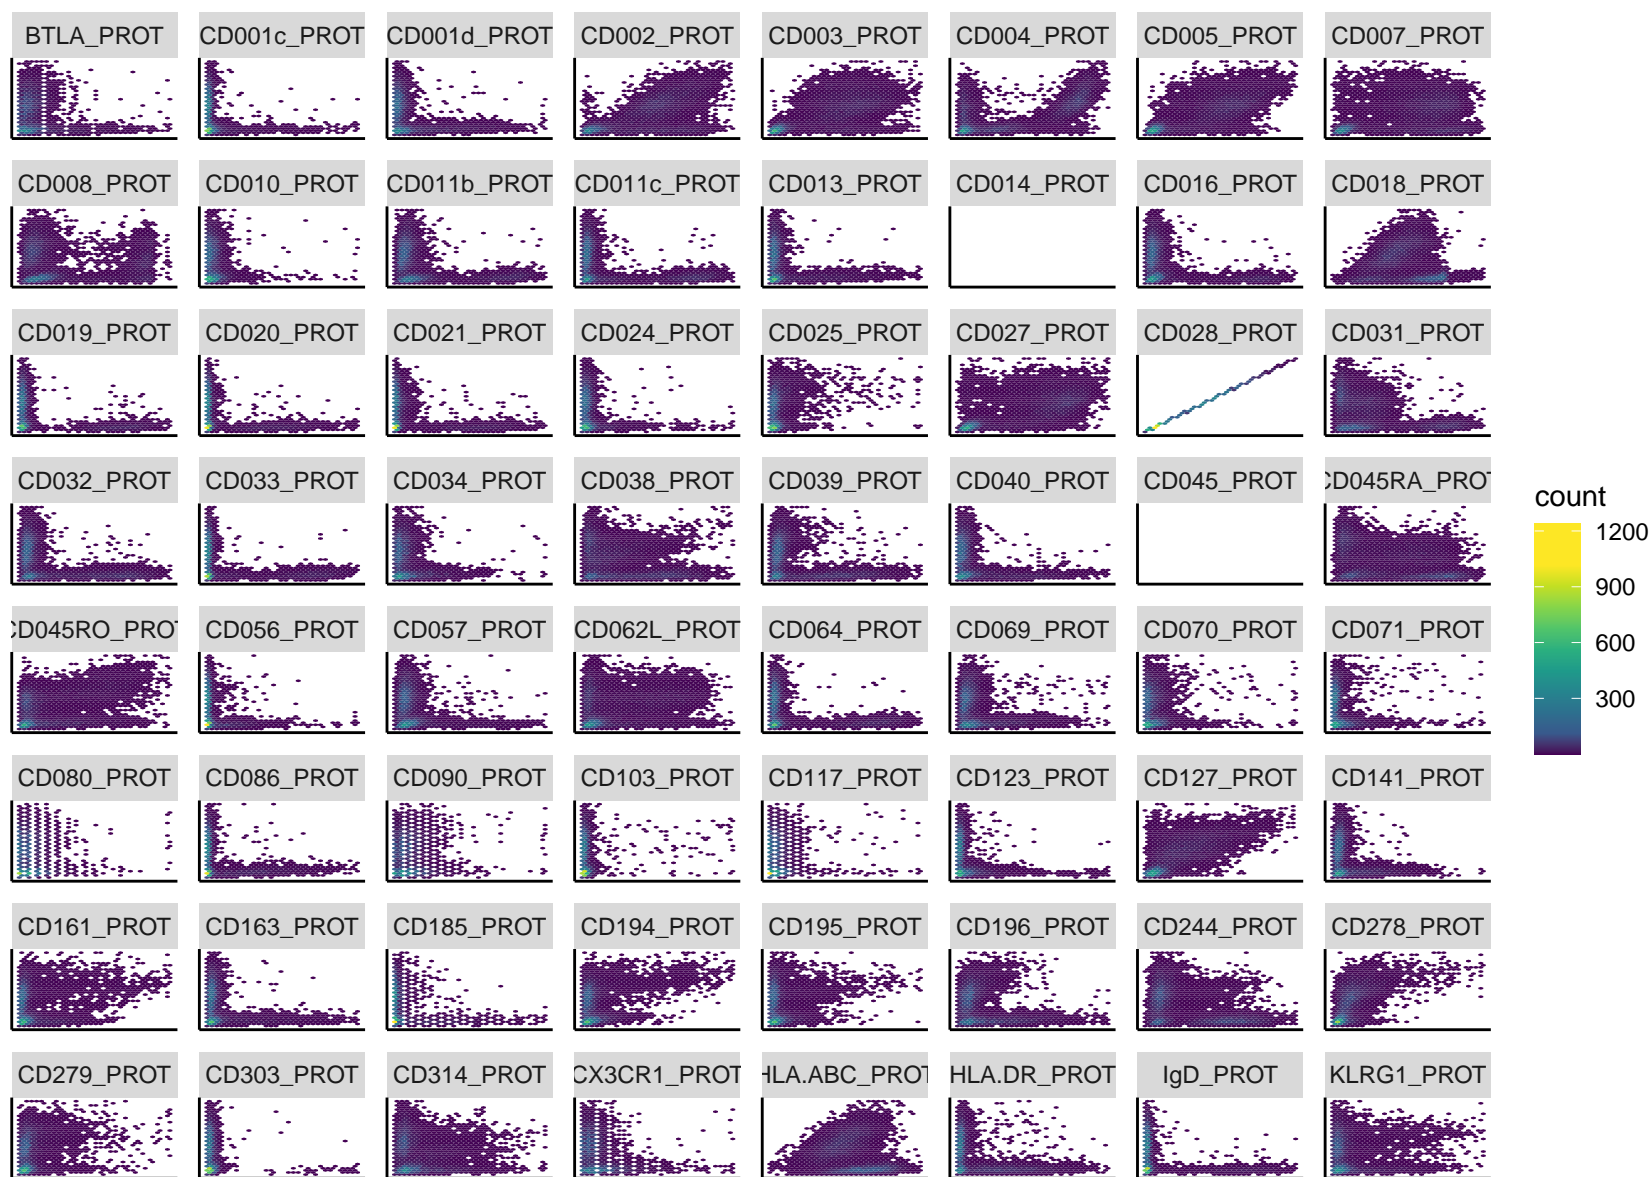 BTLA_PROT CD001c_PROT CD001d_PROT CD002_PROT CD003_PROT CD004_PROT CD005_PROT CD007_PROT
CD008_PROT CD010_PROT CD011b_PROT CD011c_PROT CD013_PROT CD014_PROT CD016_PROT CD018_PROT
CD019_PROT CD020_PROT CD021_PROT CD024_PROT CD025_PROT CD027_PROT CD028_PROT CD031_PROT
CD032_PROT CD033_PROT CD034_PROT CD038_PROT CD039_PROT CD040_PROT CD045_PROT CD045RA_PROT
CD045RO_PROT CD056_PROT CD057_PROT CD062L_PROT CD064_PROT CD069_PROT CD070_PROT CD071_PROT
CD080_PROT CD086_PROT CD090_PROT CD103_PROT CD117_PROT CD123_PROT CD127_PROT CD141_PROT
CD161_PROT CD163_PROT CD185_PROT CD194_PROT CD195_PROT CD196_PROT CD244_PROT CD278_PROT
CD279_PROT CD303_PROT CD314_PROT CX3CR1_PROT HLA.ABC_PROT HLA.DR_PROT IgD_PROT KLRG1_PROT
count
1200
900
600
300